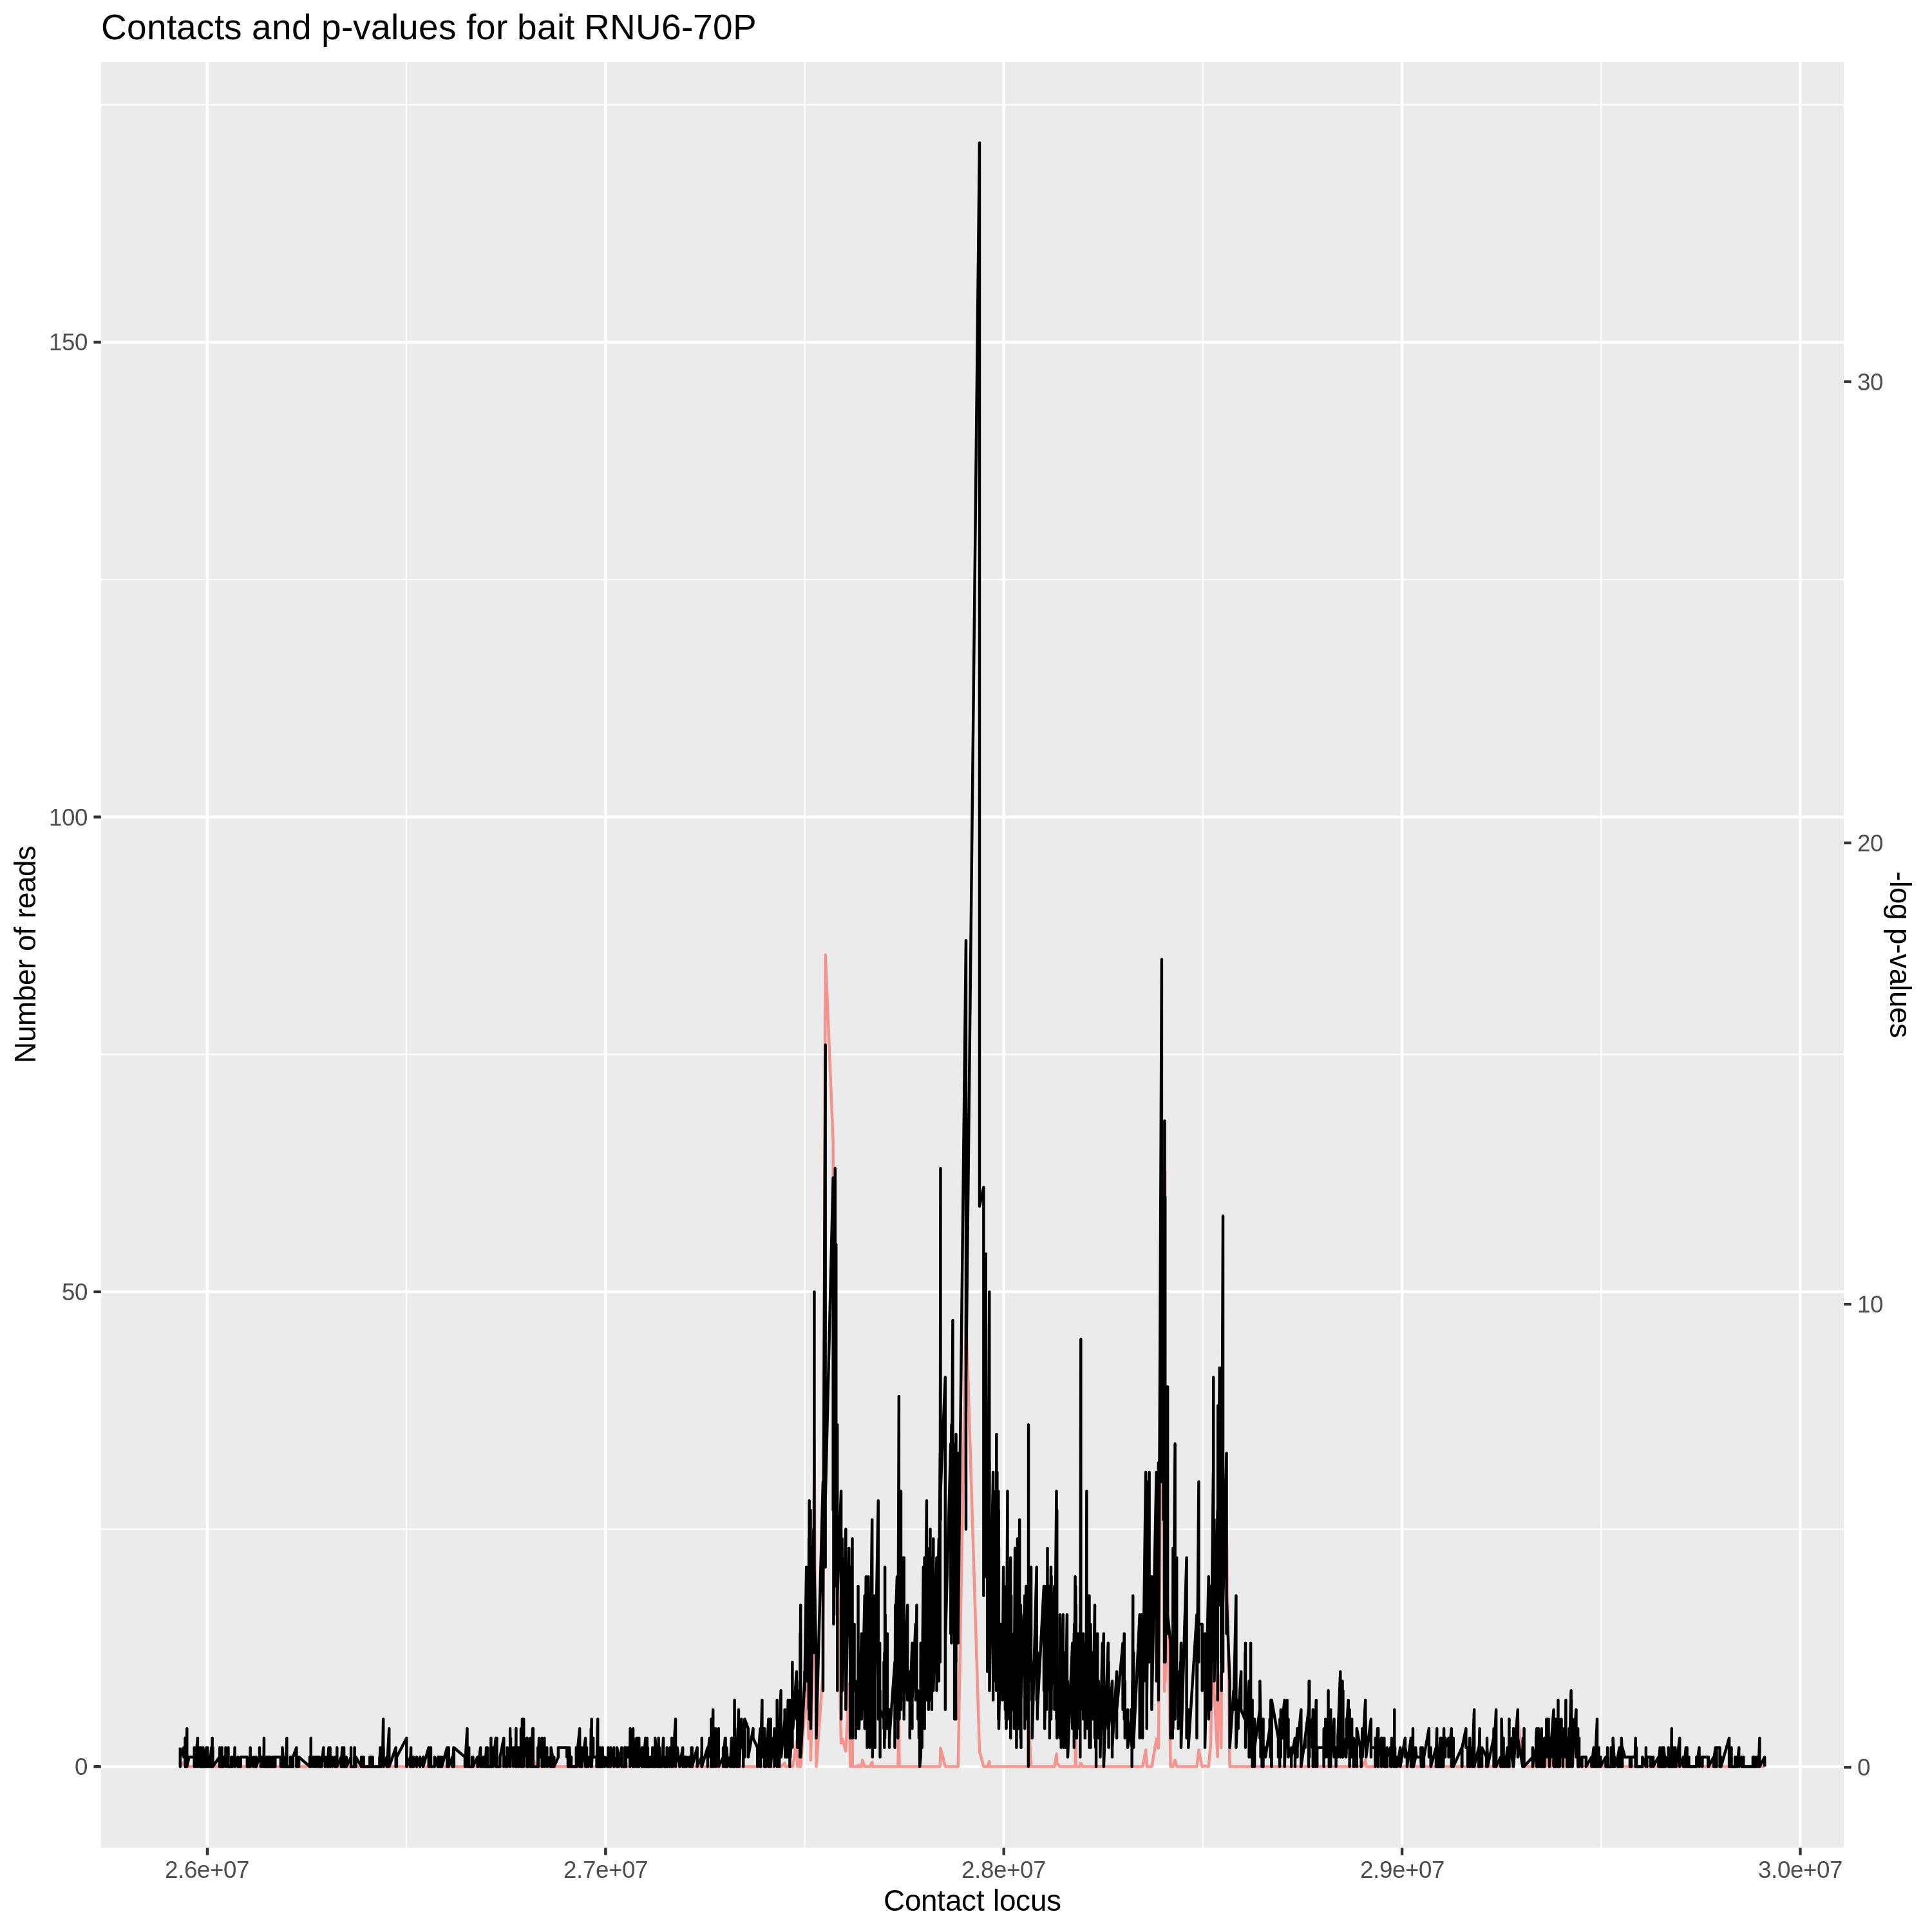 Contacts and p-values for bait RNU6-70P
150
100
50
0
Number of reads
30
20
10
0
-log p-values
2.6e+07
2.7e+07
2.8e+07
2.9e+07
3.0e+07
Contact locus